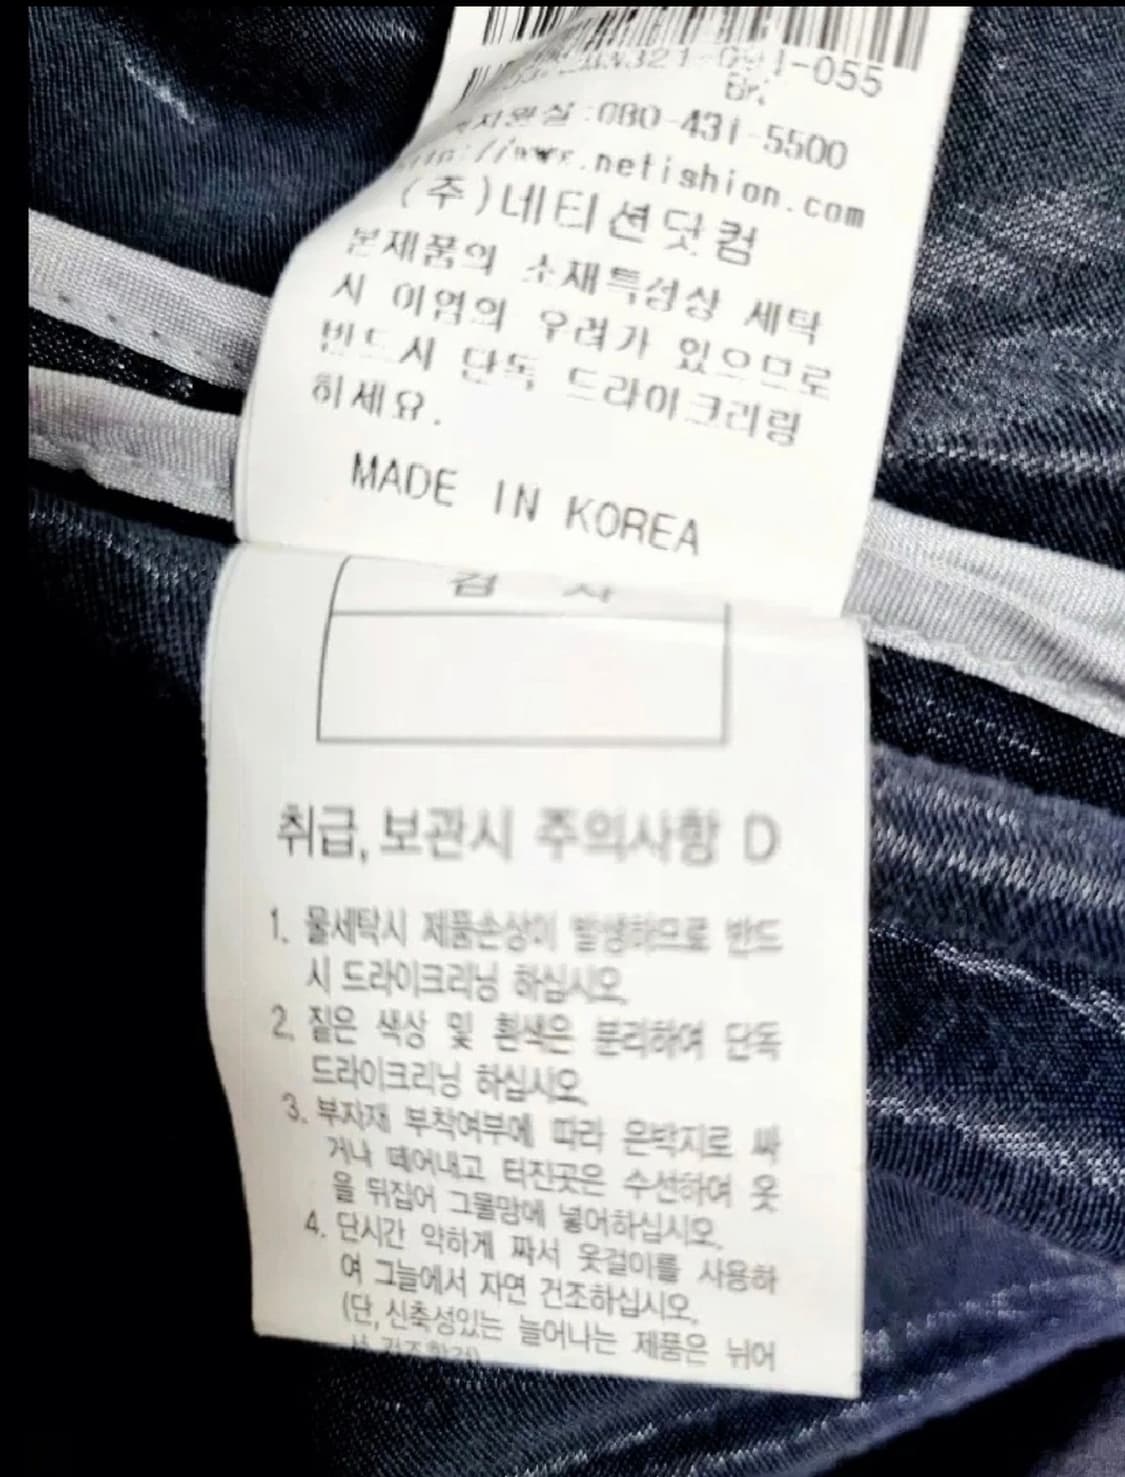 -055
:080-431-5500
.netishion.com
(주)네티션닷컴
본제품의 소재특성상 세탁
시 이염의 우려가 있으므로
반드시 단독 드라이크리링
히세요.
MADE IN KOREA
검 사
취급, 보관시 주의사항 D
1. 물세탁시 제품손상이 발생하므로 반드
시 드라이크리닝 하십시오.
2. 짙은 색상 및 흰색은 분리하여 단독
드라이크리닝 하십시오.
3. 부자재 부착여부에 따라 은박지로 싸
거나 떼어내고 터진곳은 수선하여 옷
을 뒤집어 그물망에 넣어하십시오.
4. 단시간 약하게 짜서 옷걸이를 사용하
여 그늘에서 자연 건조하십시오.
(단, 신축성있는 늘어나는 제품은 뉘어
서 건조할것)